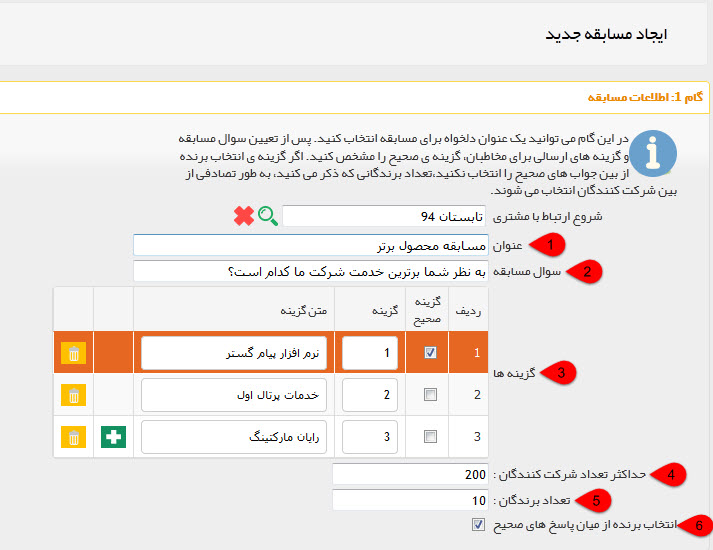 ایجاد مسابقه جدید
گام 1: اطلاعات مسابقه
در این گام می توانید یک عنوان دلخواه برای مسابقه انتخاب کنید. پس از تعیین سوال مسابقه
و گزینه های ارسالی برای مخاطبان، گزینه ی صحیح را مشخص کنید. اگر گزینه ی انتخاب برنده
از بین جواب های صحیح را انتخاب نکنید،تعداد برندگانی که ذکر می کنید، به طور تصادفی از
بین شرکت کنندگان انتخاب می شوند.
شروع ارتباط با مشتری تابستان 94
1 عنوان مسابقه محصول برتر
2 سوال مسابقه به نظر شما برترین خدمت شرکت ما کدام است؟
ردیف گزینه صحیح گزینه متن گزینه
1 1 نرم افزار پیام گستر
3 گزینه ها
2 2 خدمات پرتال اول
3 3 رایان مارکتینگ
4 حداکثر تعداد شرکت کنندگان : 200
5 تعداد برندگان : 10
6 انتخاب برنده از میان پاسخ های صحیح